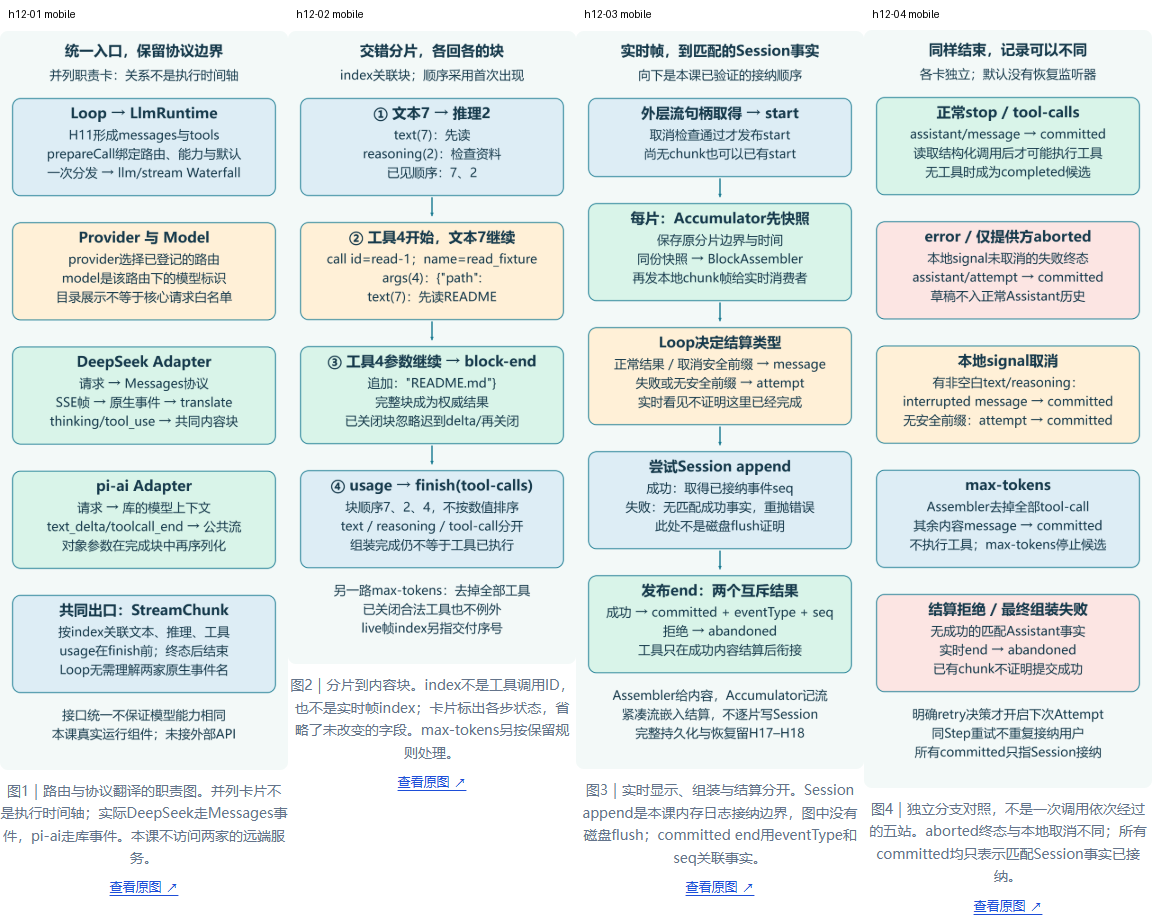 h12-01 mobile
统一入口，保留协议边界
并列职责卡：关系不是执行时间轴
Loop → LlmRuntime
H11形成messages与tools
prepareCall绑定路由、能力与默认
一次分发 → llm/stream Waterfall
Provider 与 Model
provider选择已登记的路由
model是该路由下的模型标识
目录展示不等于核心请求白名单
DeepSeek Adapter
请求 → Messages协议
SSE帧 → 原生事件 → translate
thinking/tool_use → 共同内容块
pi-ai Adapter
请求 → 库的模型上下文
text_delta/toolcall_end → 公共流
对象参数在完成块中再序列化
共同出口：StreamChunk
按index关联文本、推理、工具
usage在finish前；终态后结束
Loop无需理解两家原生事件名
接口统一不保证模型能力相同
本课真实运行组件；未接外部API
图1｜路由与协议翻译的职责图。并列卡片不
是执行时间轴；实际DeepSeek走Messages事
件，pi-ai走库事件。本课不访问两家的远端服
务。
查看原图 ↗
h12-02 mobile
交错分片，各回各的块
index关联块；顺序采用首次出现
① 文本7 → 推理2
text(7)：先读
reasoning(2)：检查资料
已见顺序：7、2
② 工具4开始，文本7继续
call id=read-1；name=read_fixture
args(4)：{"path":
text(7)：先读README
③ 工具4参数继续 → block-end
追加："README.md"}
完整块成为权威结果
已关闭块忽略迟到delta/再关闭
④ usage → finish(tool-calls)
块顺序7、2、4，不按数值排序
text / reasoning / tool-call分开
组装完成仍不等于工具已执行
另一路max-tokens：去掉全部工具
已关闭合法工具也不例外
live帧index另指交付序号
图2｜分片到内容块。index不是工具调用ID，
也不是实时帧index；卡片标出各步状态，省
略了未改变的字段。max-tokens另按保留规
则处理。
查看原图 ↗
h12-03 mobile
实时帧，到匹配的Session事实
向下是本课已验证的接纳顺序
外层流句柄取得 → start
取消检查通过才发布start
尚无chunk也可以已有start
每片：Accumulator先快照
保存原分片边界与时间
同份快照 → BlockAssembler
再发本地chunk帧给实时消费者
Loop决定结算类型
正常结果 / 取消安全前缀 → message
失败或无安全前缀 → attempt
实时看见不证明这里已经完成
尝试Session append
成功：取得已接纳事件seq
失败：无匹配成功事实，重抛错误
此处不是磁盘flush证明
发布end：两个互斥结果
成功 → committed + eventType + seq
拒绝 → abandoned
工具只在成功内容结算后衔接
Assembler给内容，Accumulator记流
紧凑流嵌入结算，不逐片写Session
完整持久化与恢复留H17–H18
图3｜实时显示、组装与结算分开。Session
append是本课内存日志接纳边界，图中没有
磁盘flush；committed end用eventType和
seq关联事实。
查看原图 ↗
h12-04 mobile
同样结束，记录可以不同
各卡独立；默认没有恢复监听器
正常stop / tool-calls
assistant/message → committed
读取结构化调用后才可能执行工具
无工具时成为completed候选
error / 仅提供方aborted
本地signal未取消的失败终态
assistant/attempt → committed
草稿不入正常Assistant历史
本地signal取消
有非空白text/reasoning：
interrupted message → committed
无安全前缀：attempt → committed
max-tokens
Assembler去掉全部tool-call
其余内容message → committed
不执行工具；max-tokens停止候选
结算拒绝 / 最终组装失败
无成功的匹配Assistant事实
实时end → abandoned
已有chunk不证明提交成功
明确retry决策才开启下次Attempt
同Step重试不重复接纳用户
所有committed只指Session接纳
图4｜独立分支对照，不是一次调用依次经过
的五站。aborted终态与本地取消不同；所有
committed均只表示匹配Session事实已接
纳。
查看原图 ↗